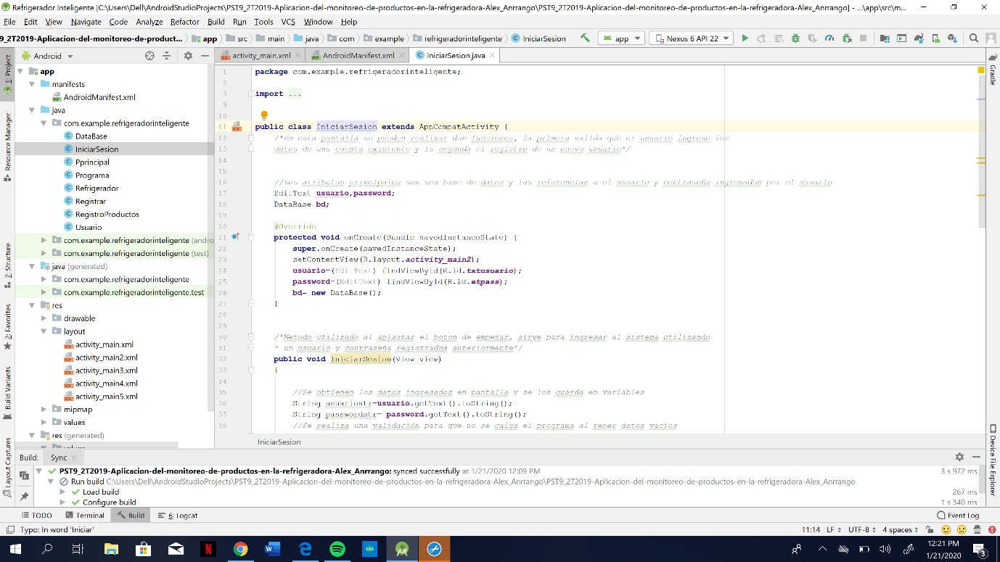 Refrigerador Inteligente [C:\Users\Dell\AndroidStudioProjects\PST9_2T2019-Aplicacion-del-monitoreo-de-productos-en-la-refrigeradora-Alex_Anrrango\PST9_2T2019-Aplicacion-del-monitoreo-de-productos-en-la-refrigeradora-Alex_Anrrango] - ...\app\src\m...
File Edit View Navigate Code Analyze Refactor Build Run Tools VCS Window Help
9_2T2019-Aplicacion-del-monitoreo-de-product... app src main java com example refrigeradorinteligente IniciarSesion app Nexus 6 API 22
Android activity_main.xml AndroidManifest.xml IniciarSesion.java
1: Project
Resource Manager
Z: Structure
2: Favorites
Build Variants
Layout Captures
app
manifests
AndroidManifest.xml
java
com.example.refrigeradorinteligente
DataBase
IniciarSesion
Pprincipal
Programa
Refrigerador
Registrar
RegistroProductos
Usuario
com.example.refrigeradorinteligente (andro
com.example.refrigeradorinteligente (test)
java (generated)
com.example.refrigeradorinteligente
com.example.refrigeradorinteligente.test
res
drawable
layout
activity_main.xml
activity_main2.xml
activity_main3.xml
activity_main4.xml
activity_main5.xml
mipmap
values
res (generated)
values
1 package com.example.refrigeradorinteligente;
2
3 import ...
9
10
11 public class IniciarSesion extends AppCompatActivity {
12 /*En esta pantalla se pueden realizar dos funciones, la primera valida que el usuario ingrese los
13 datos de una cuenta existente y la segunda el registro de un nuevo usuario*/
14
15
16 //Los atributos principales son una base de datos y las referencias a el usuario y contraseña ingresados por el usuario
17 EditText usuario,password;
18 DataBase bd;
19
20 @Override
21 protected void onCreate(Bundle savedInstanceState) {
22 super.onCreate(savedInstanceState);
23 setContentView(R.layout.activity_main2);
24 usuario=(EditText) findViewById(R.id.txtusuario);
25 password=(EditText) findViewById(R.id.etpass);
26 bd= new DataBase();
27 }
28
29
30 /*Metodo utilizado al aplastar el boton de empezar, sirve para ingresar al sistema utilizando
31 * un usuario y contraseña registrados anteriormente*/
32 public void IniciarSesion(View view)
33 {
34
35 //Se obtienen los datos ingresados en pantalla y se los guarda en variables
36 String usuariostr=usuario.getText().toString();
37 String passwordstr= password.getText().toString();
38 //Se realiza una validación para que no se caiga el programa al tener datos vacios
IniciarSesion
Gradle
Device File Explorer
Build: Sync
PST9_2T2019-Aplicacion-del-monitoreo-de-productos-en-la-refrigeradora-Alex_Anrrango: synced successfully at 1/21/2020 12:09 PM 3 s 972 ms
Run build C:\Users\Dell\AndroidStudioProjects\PST9_2T2019-Aplicacion-del-monitoreo-de-productos-en-la-refrigeradora-Alex_Anrrango\PST9_2T2019-Aplicacion-del-monitoreo-de-productos-en-la-refrigeradora-Alex_Anrrango
Load build 267 ms
Configure build 1 s 340 ms
TODO Terminal Build 6: Logcat Event Log
Typo: In word 'Iniciar' 11:14 LF UTF-8 4 spaces
12:21 PM
1/21/2020
3